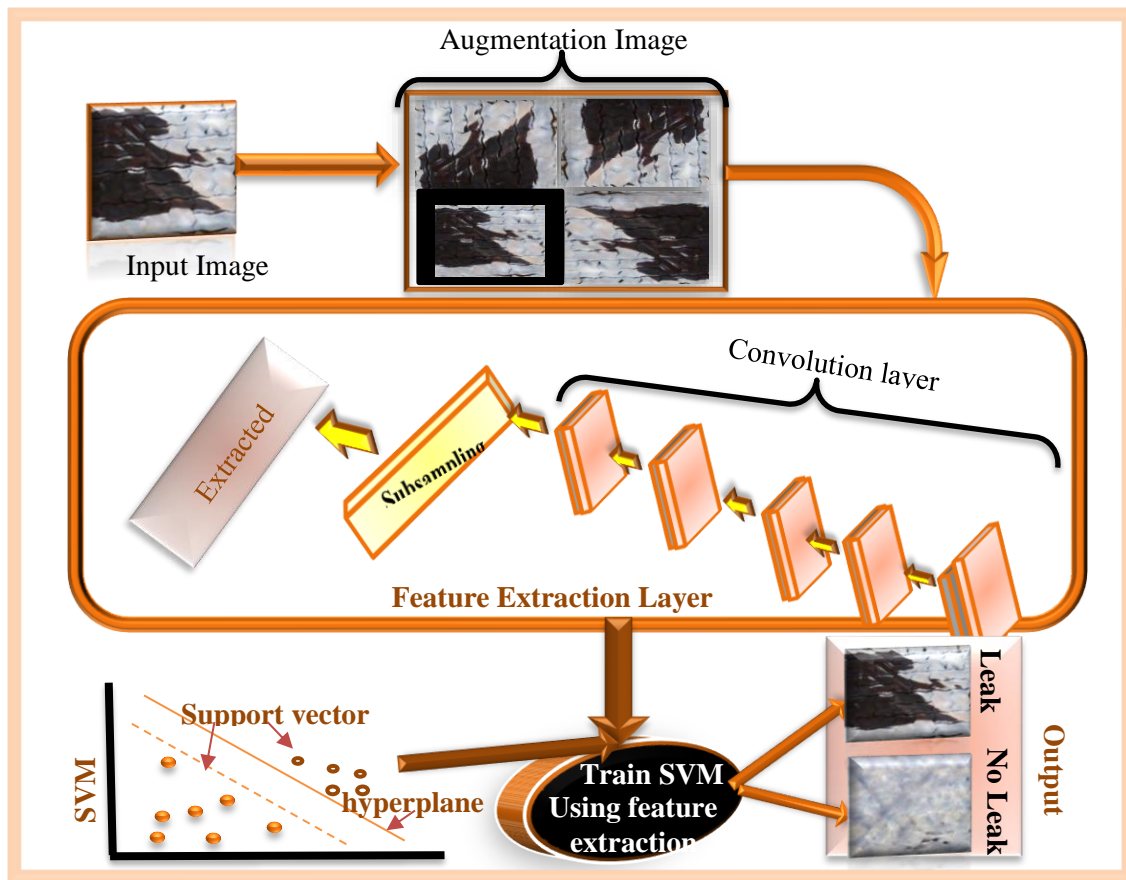 Augmentation Image
Input Image
Convolution layer
Extracted
Subsampling
Feature Extraction Layer
Support vector
hyperplane
SVM
Train SVM
Using feature
extraction
Leak
No Leak
Output